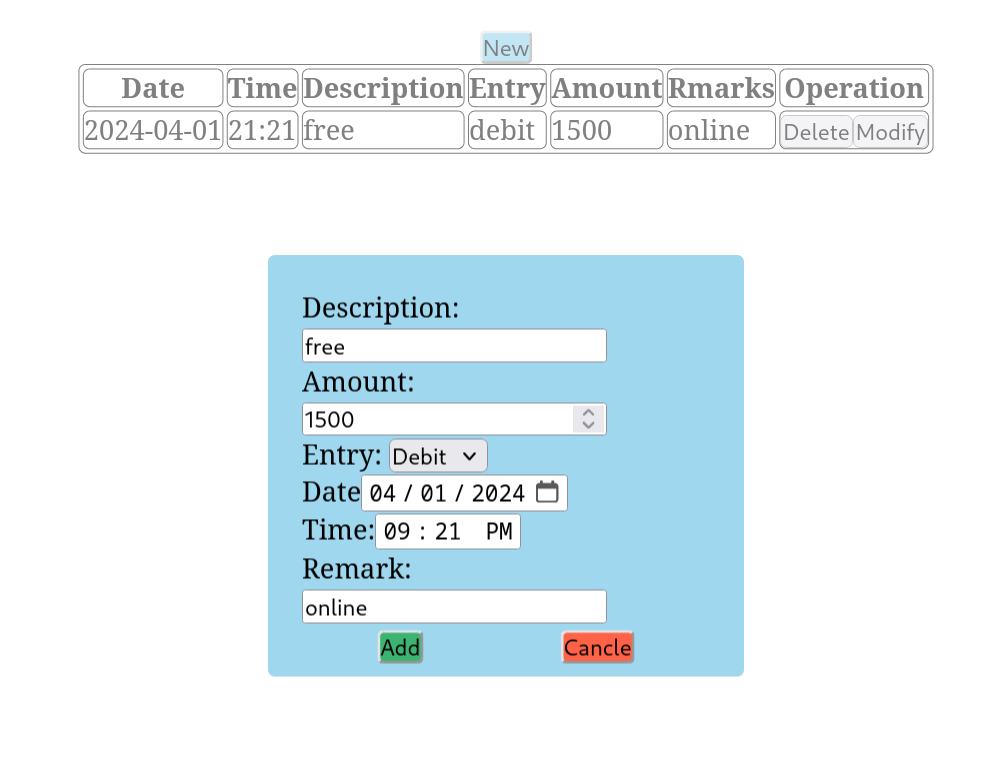 New
Date Time Description Entry Amount Rmarks Operation
2024-04-01 21:21 free debit 1500 online Delete Modify
Description:
free
Amount:
1500
Entry: Debit
Date 04 / 01 / 2024
Time: 09 : 21 PM
Remark:
online
Add Cancle